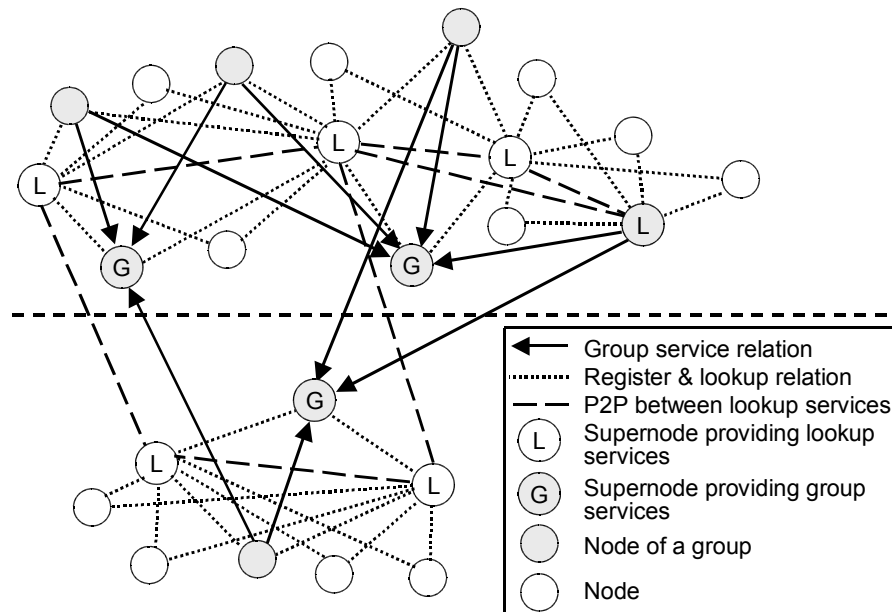 L
L
L
L
G
G
G
L
L
Group service relation
Register & lookup relation
P2P between lookup services
L Supernode providing lookup
services
G Supernode providing group
services
Node of a group
Node